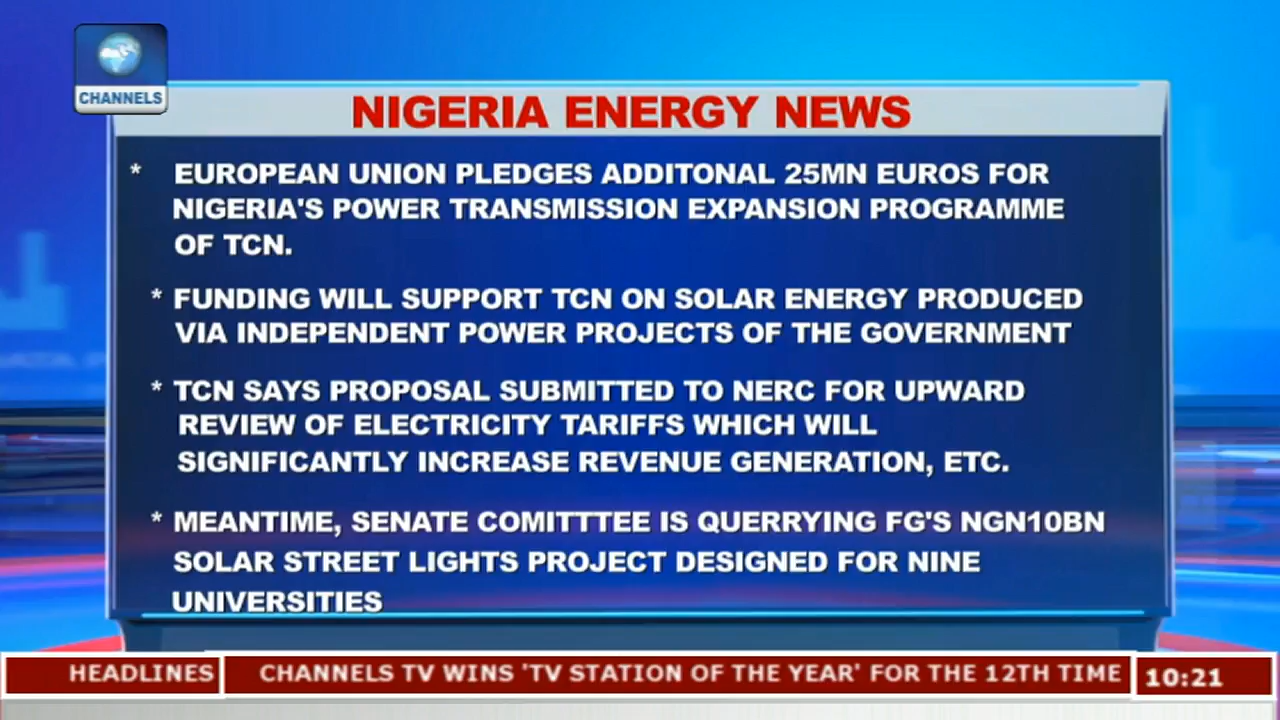 CHANNELS
NIGERIA ENERGY NEWS
* EUROPEAN UNION PLEDGES ADDITONAL 25MN EUROS FOR
NIGERIA'S POWER TRANSMISSION EXPANSION PROGRAMME
OF TCN.
* FUNDING WILL SUPPORT TCN ON SOLAR ENERGY PRODUCED
VIA INDEPENDENT POWER PROJECTS OF THE GOVERNMENT
* TCN SAYS PROPOSAL SUBMITTED TO NERC FOR UPWARD
REVIEW OF ELECTRICITY TARIFFS WHICH WILL
SIGNIFICANTLY INCREASE REVENUE GENERATION, ETC.
* MEANTIME, SENATE COMITTTEE IS QUERRYING FG'S NGN10BN
SOLAR STREET LIGHTS PROJECT DESIGNED FOR NINE
UNIVERSITIES
HEADLINES
CHANNELS TV WINS 'TV STATION OF THE YEAR' FOR THE 12TH TIME
10:21